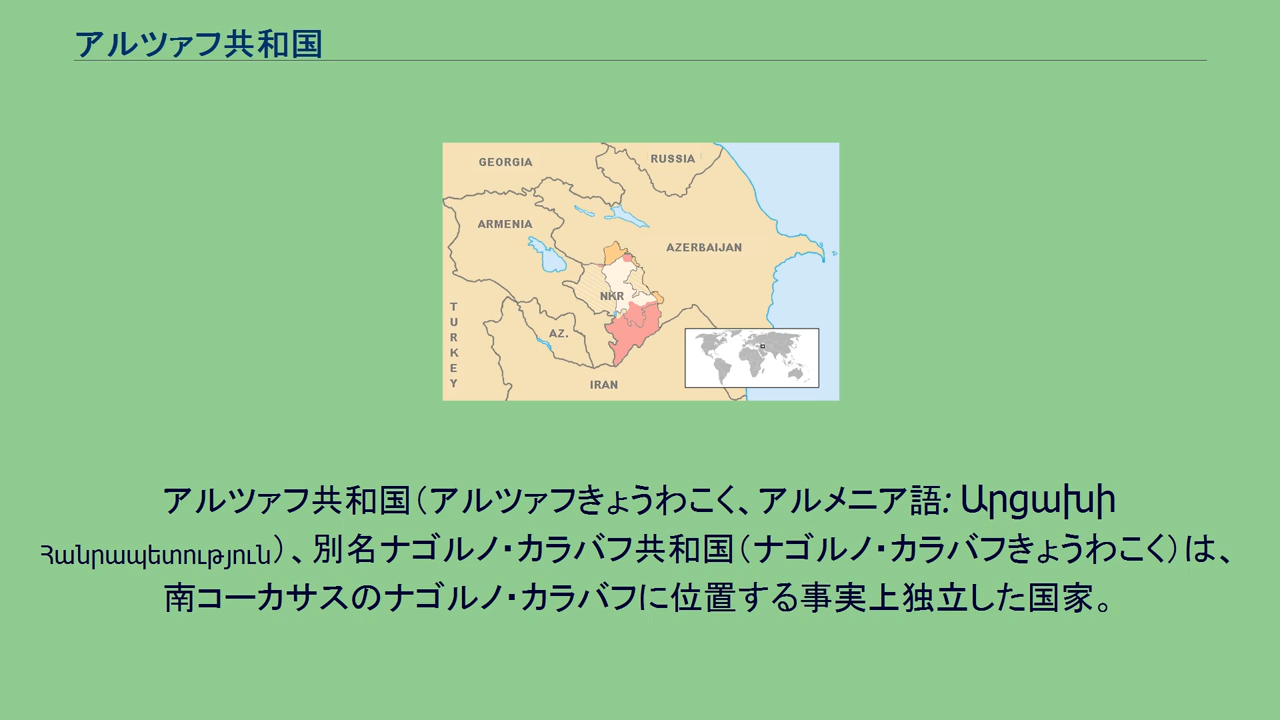 アルツァフ共和国
GEORGIA
RUSSIA
ARMENIA
AZERBAIJAN
NKR
TURKEY
AZ.
IRAN
アルツァフ共和国（アルツァフきょうわこく、アルメニア語: Արցախի
Հանրապետություն）、別名ナゴルノ・カラバフ共和国（ナゴルノ・カラバフきょうわこく）は、
南コーカサスのナゴルノ・カラバフに位置する事実上独立した国家。